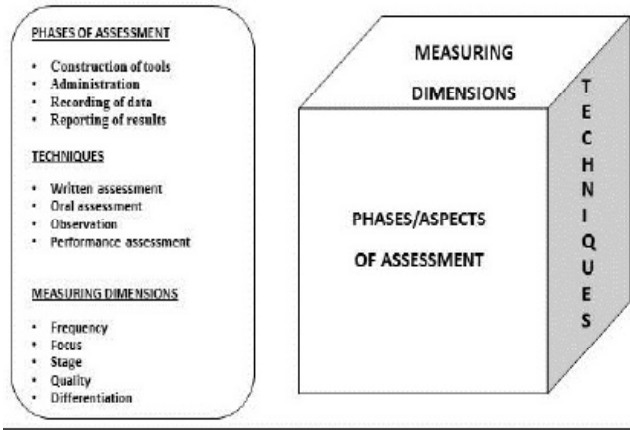 PHASES OF ASSESSMENT
• Construction of tools
• Administration
• Recording of data
• Reporting of results
TECHNIQUES
• Written assessment
• Oral assessment
• Observation
• Performance assessment
MEASURING DIMENSIONS
• Frequency
• Focus
• Stage
• Quality
• Differentiation
MEASURING
DIMENSIONS
PHASES/ASPECTS
OF ASSESSMENT
TECHNIQUES